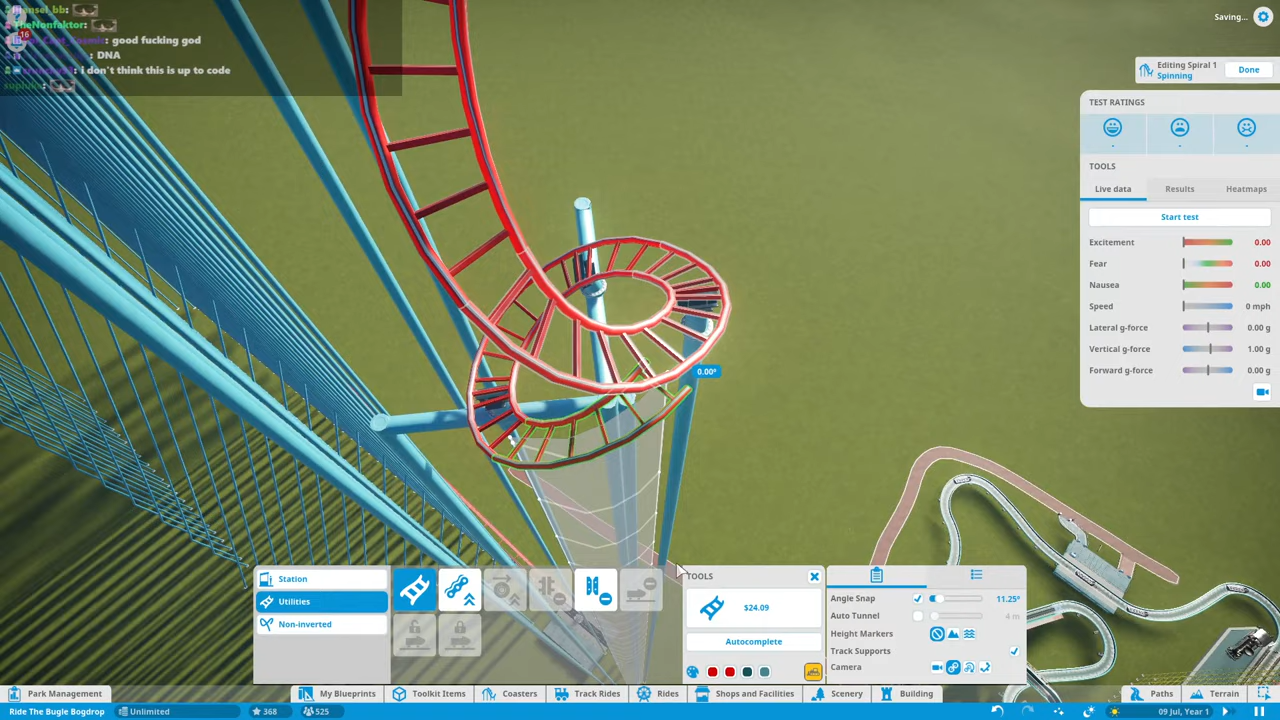 TheNonfaktor:
16
good fucking god
: DNA
: i don't think this is up to code
Saving...
Editing Spiral 1
Spinning
Done
TEST RATINGS
- - -
TOOLS
Live data Results Heatmaps
Start test
Excitement 0.00
Fear 0.00
Nausea 0.00
Speed 0 mph
Lateral g-force 0.00 g
Vertical g-force 1.00 g
Forward g-force 0.00 g
0.00°
Station
Utilities
Non-inverted
TOOLS
$24.09
Autocomplete
Angle Snap 11.25°
Auto Tunnel 4 m
Height Markers
Track Supports
Camera
Park Management My Blueprints Toolkit Items Coasters Track Rides Rides Shops and Facilities Scenery Building Paths Terrain
Ride The Bugle Bogdrop Unlimited 368 525 09 Jul, Year 1